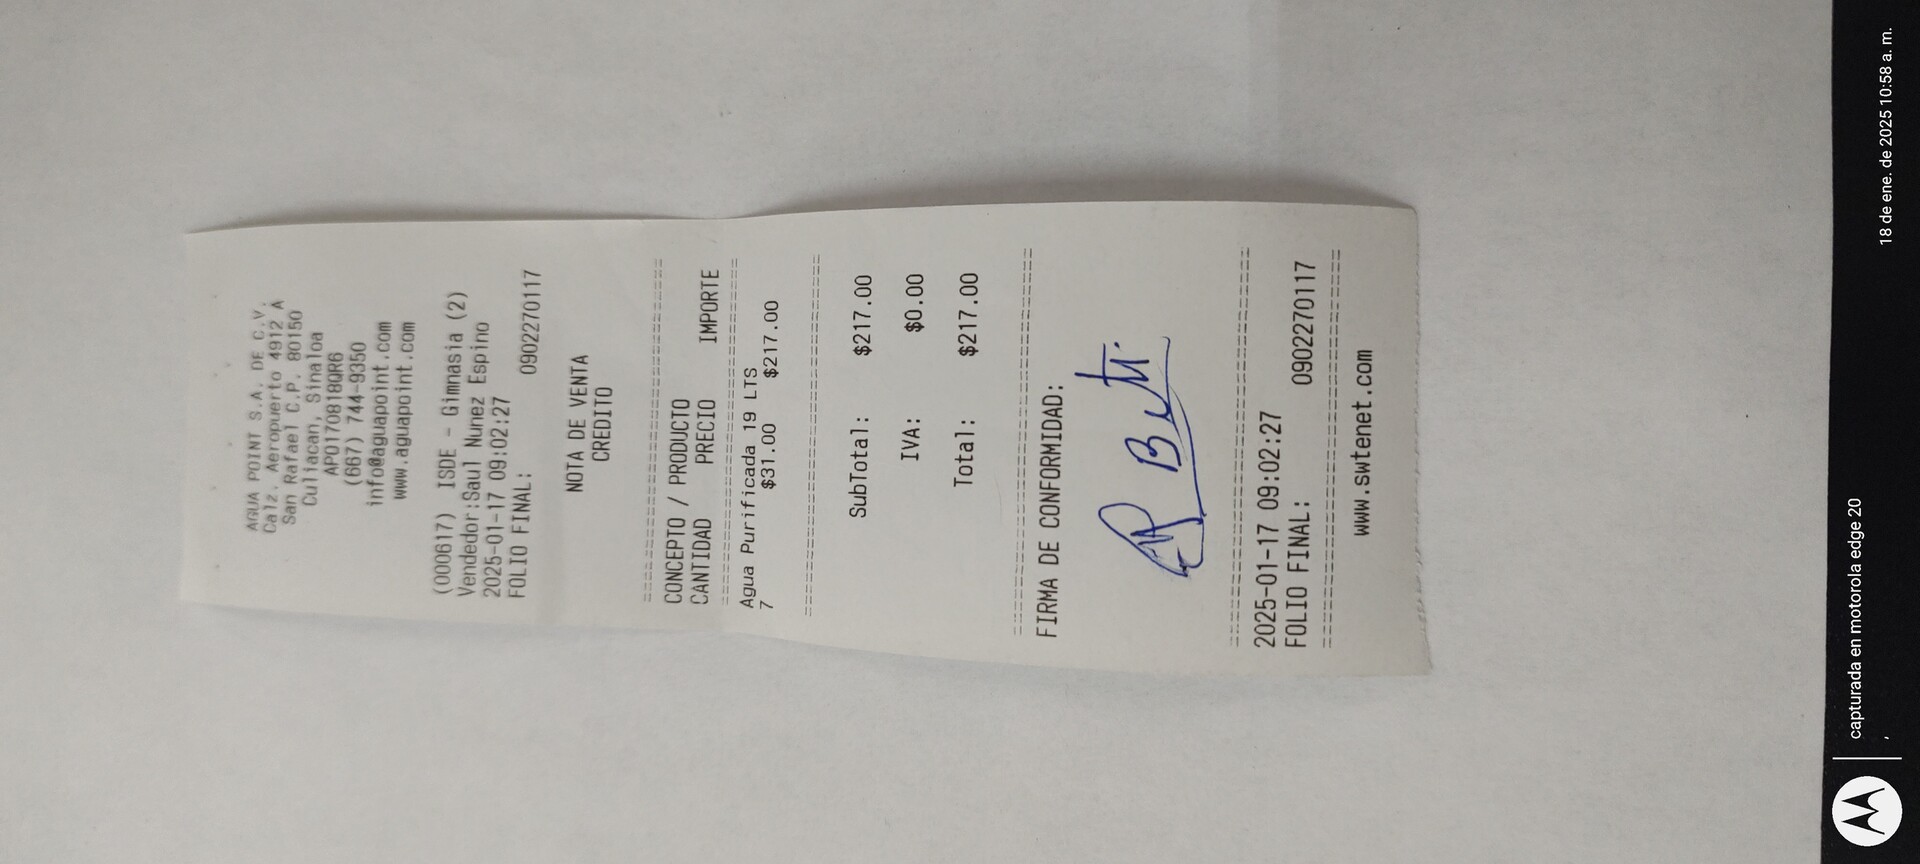 AGUA POINT S.A. DE C.V.
Calz. Aeropuerto 4912 A
San Rafael C.P. 80150
Culiacan, Sinaloa
APO170818QR6
(667) 744-9350
info@aguapoint.com
www.aguapoint.com
(000617) ISDE - Gimnasia (2)
Vendedor:Saul Nunez Espino
2025-01-17 09:02:27
FOLIO FINAL: 0902270117
NOTA DE VENTA
CREDITO
CONCEPTO / PRODUCTO
CANTIDAD PRECIO IMPORTE
Agua Purificada 19 LTS
7 $31.00 $217.00
SubTotal: $217.00
IVA: $0.00
Total: $217.00
FIRMA DE CONFORMIDAD:
2025-01-17 09:02:27
FOLIO FINAL: 0902270117
www.swtenet.com
capturada en motorola edge 20
,
18 de ene. de 2025 10:58 a. m.